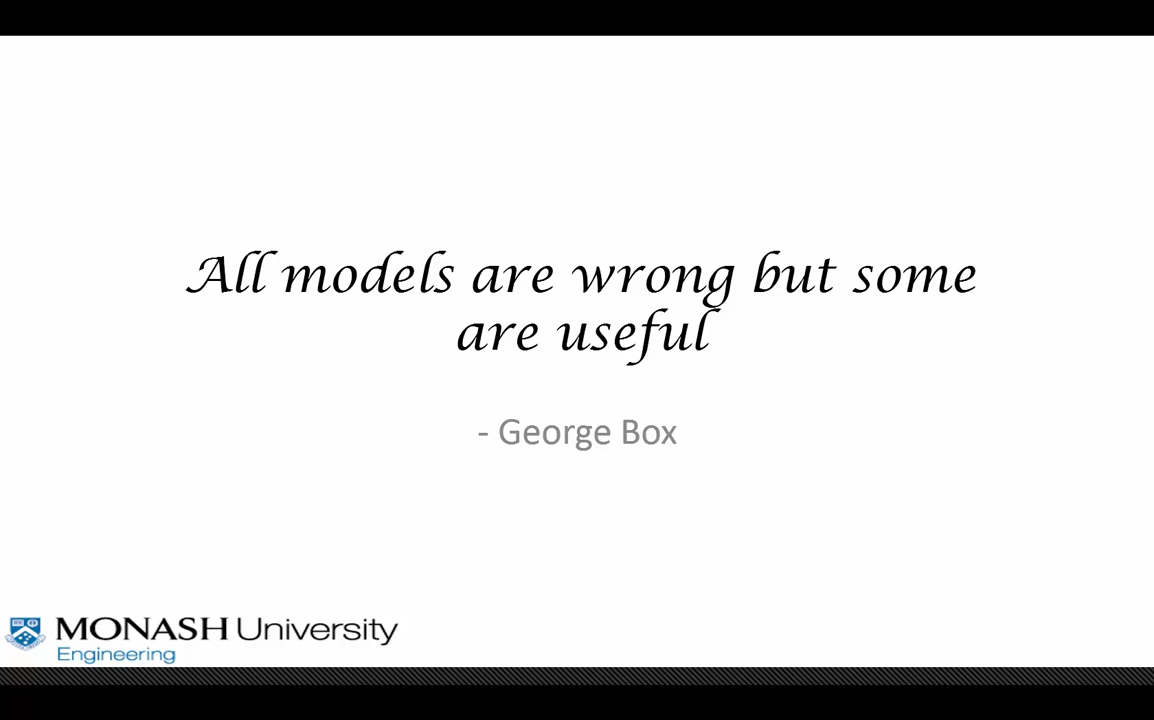 All models are wrong but some
are useful
- George Box
MONASH University
Engineering